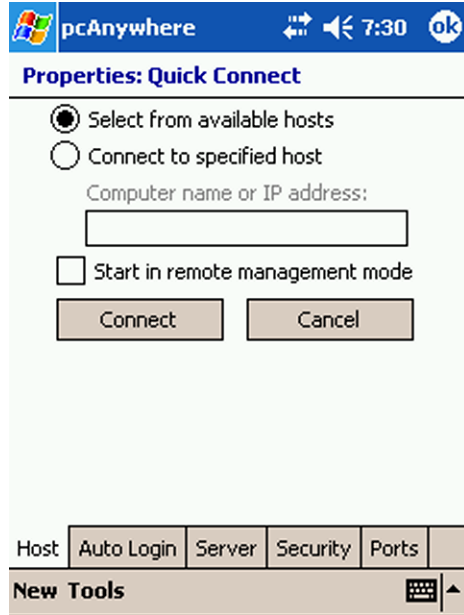 pcAnywhere 7:30 ok
Properties: Quick Connect
Select from available hosts
Connect to specified host
Computer name or IP address:
Start in remote management mode
Connect Cancel
Host Auto Login Server Security Ports
New Tools